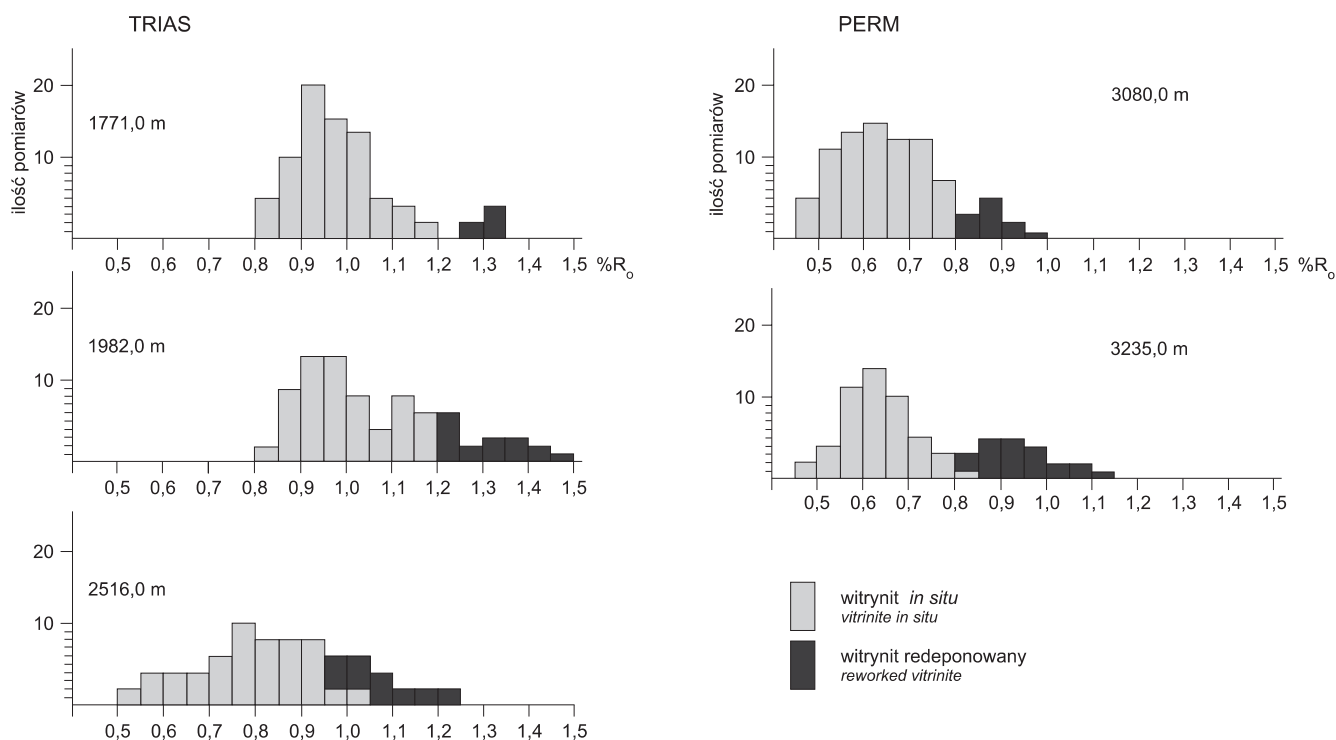 TRIAS
ilość pomiarów
20
10
1771,0 m
0,5 0,6 0,7 0,8 0,9 1,0 1,1 1,2 1,3 1,4 1,5 %Ro
20
10
1982,0 m
0,5 0,6 0,7 0,8 0,9 1,0 1,1 1,2 1,3 1,4 1,5
20
10
2516,0 m
0,5 0,6 0,7 0,8 0,9 1,0 1,1 1,2 1,3 1,4 1,5
PERM
ilość pomiarów
20
10
3080,0 m
0,5 0,6 0,7 0,8 0,9 1,0 1,1 1,2 1,3 1,4 1,5 %Ro
20
10
3235,0 m
0,5 0,6 0,7 0,8 0,9 1,0 1,1 1,2 1,3 1,4 1,5
witrynit in situ
vitrinite in situ
witrynit redeponowany
reworked vitrinite